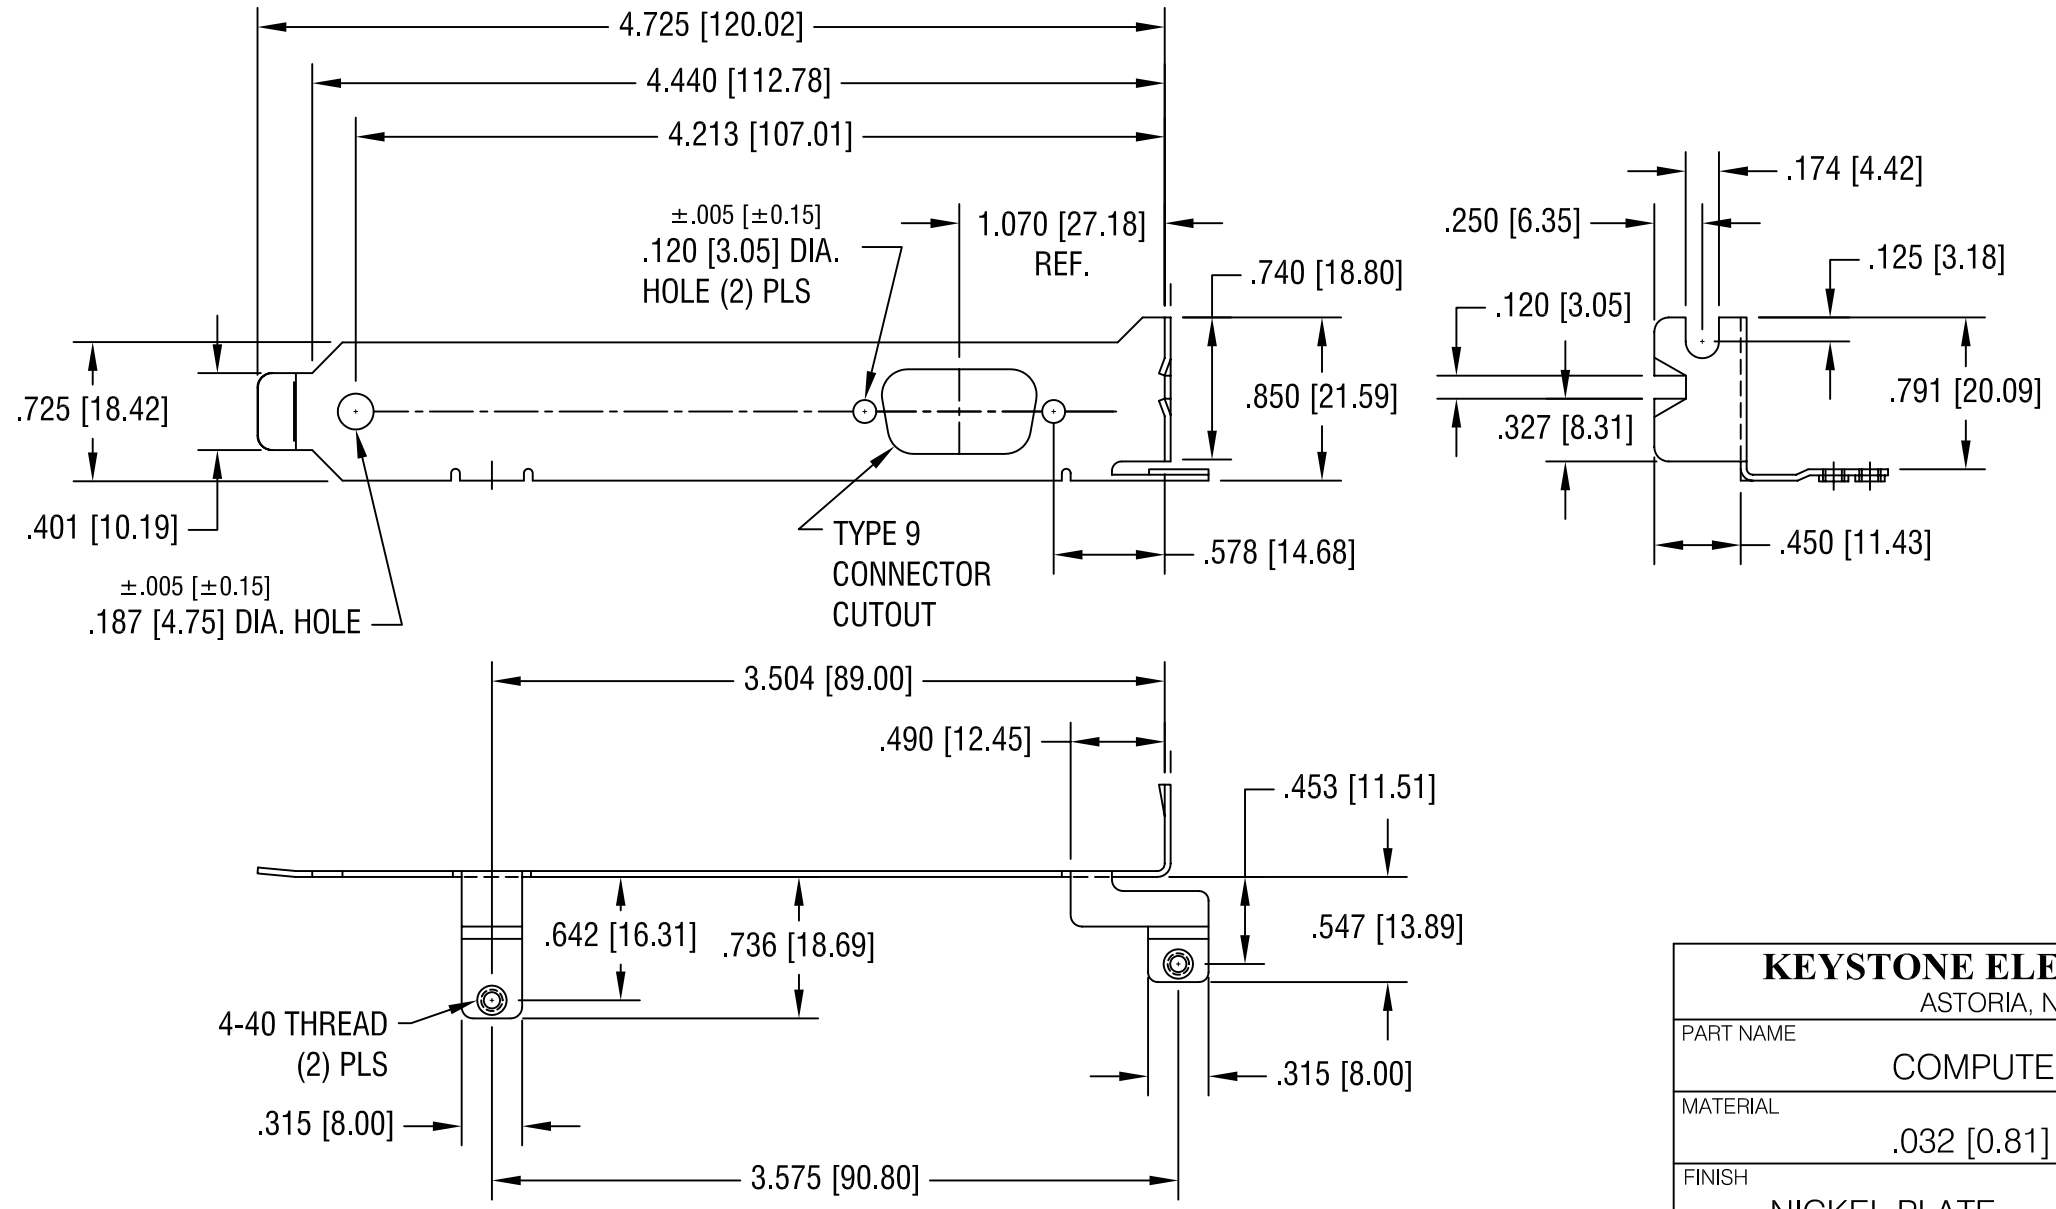 4.725 [120.02]
4.440 [112.78]
4.213 [107.01]
±.005 [±0.15]
.120 [3.05] DIA.
HOLE (2) PLS
1.070 [27.18]
REF.
.740 [18.80]
.850 [21.59]
.725 [18.42]
.401 [10.19]
±.005 [±0.15]
.187 [4.75] DIA. HOLE
TYPE 9
CONNECTOR
CUTOUT
.578 [14.68]
.174 [4.42]
.250 [6.35]
.125 [3.18]
.120 [3.05]
.791 [20.09]
.327 [8.31]
.450 [11.43]
3.504 [89.00]
.490 [12.45]
.453 [11.51]
.547 [13.89]
.642 [16.31]
.736 [18.69]
4-40 THREAD
(2) PLS
.315 [8.00]
.315 [8.00]
3.575 [90.80]
KEYSTONE ELE
ASTORIA, N
PART NAME
COMPUTE
MATERIAL
.032 [0.81]
FINISH
NICKEL PLATE